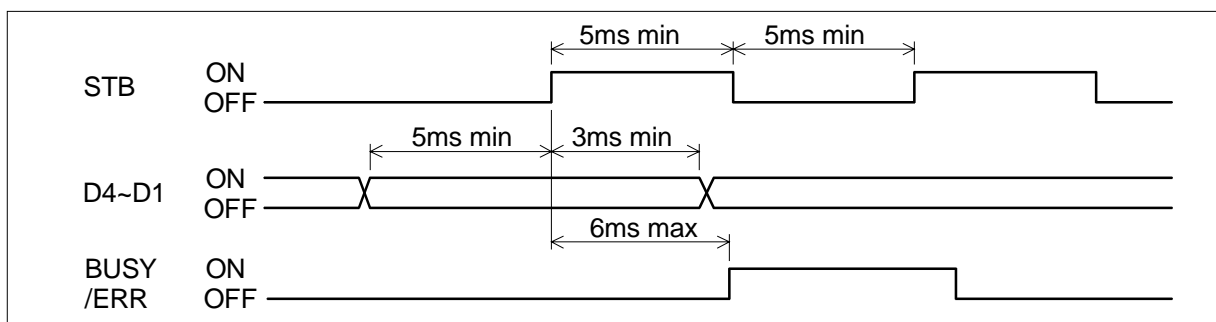 5ms min 5ms min
STB ON
OFF
5ms min 3ms min
D4~D1 ON
OFF
6ms max
BUSY ON
/ERR OFF